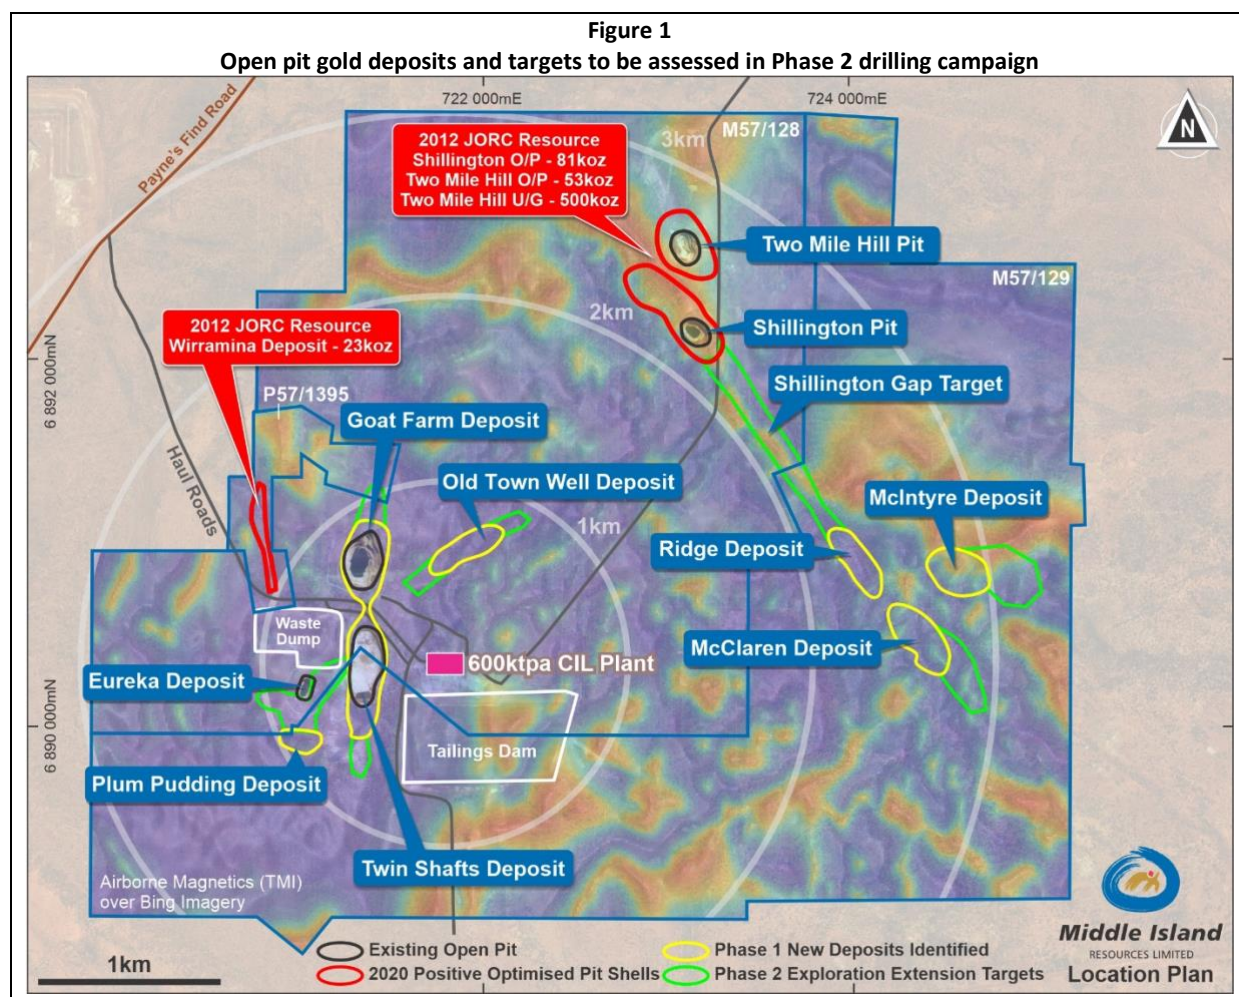 Figure 1
Open pit gold deposits and targets to be assessed in Phase 2 drilling campaign
722 000mE
724 000mE
Payne's Find Road
2012 JORC Resource
Shillington O/P - 81koz
Two Mile Hill O/P - 53koz
Two Mile Hill U/G - 500koz
3km
M57/128
N
Two Mile Hill Pit
M57/129
2km
Shillington Pit
2012 JORC Resource
Wirramina Deposit - 23koz
6 892 000mN
Shillington Gap Target
P57/1395
Goat Farm Deposit
Haul Roads
Old Town Well Deposit
McIntyre Deposit
1km
Ridge Deposit
Waste
Dump
McClaren Deposit
600ktpa CIL Plant
Eureka Deposit
6 890 000mN
Tailings Dam
Plum Pudding Deposit
Twin Shafts Deposit
Airborne Magnetics (TMI)
over Bing Imagery
Existing Open Pit
Phase 1 New Deposits Identified
2020 Positive Optimised Pit Shells
Phase 2 Exploration Extension Targets
1km
Middle Island
RESOURCES LIMITED
Location Plan